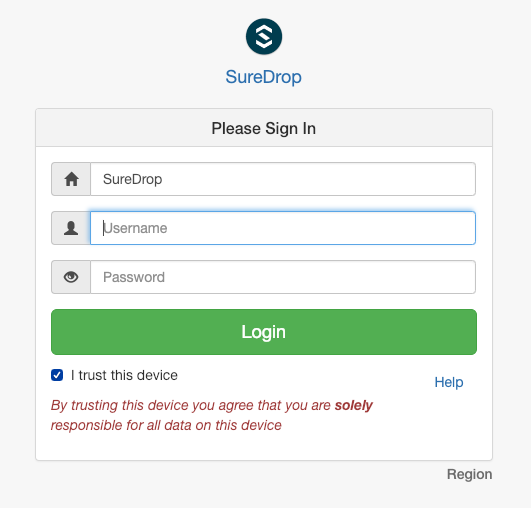 SureDrop
Please Sign In
SureDrop
Username
Password
Login
I trust this device
Help
By trusting this device you agree that you are solely
responsible for all data on this device
Region